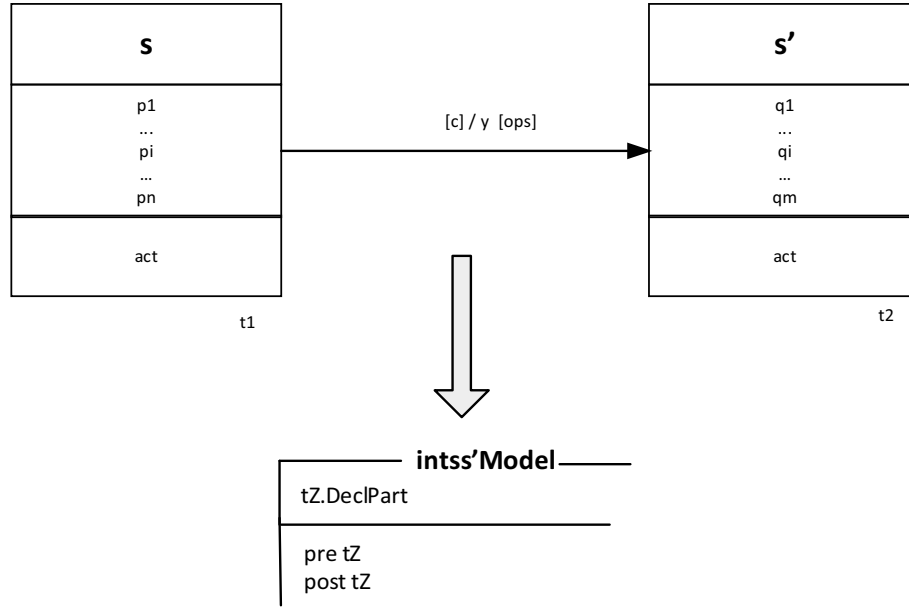 s
p1
...
pi
...
pn
act
t1
[c] / y [ops]
s’
q1
...
qi
...
qm
act
t2
intss’Model
tZ.DeclPart
pre tZ
post tZ